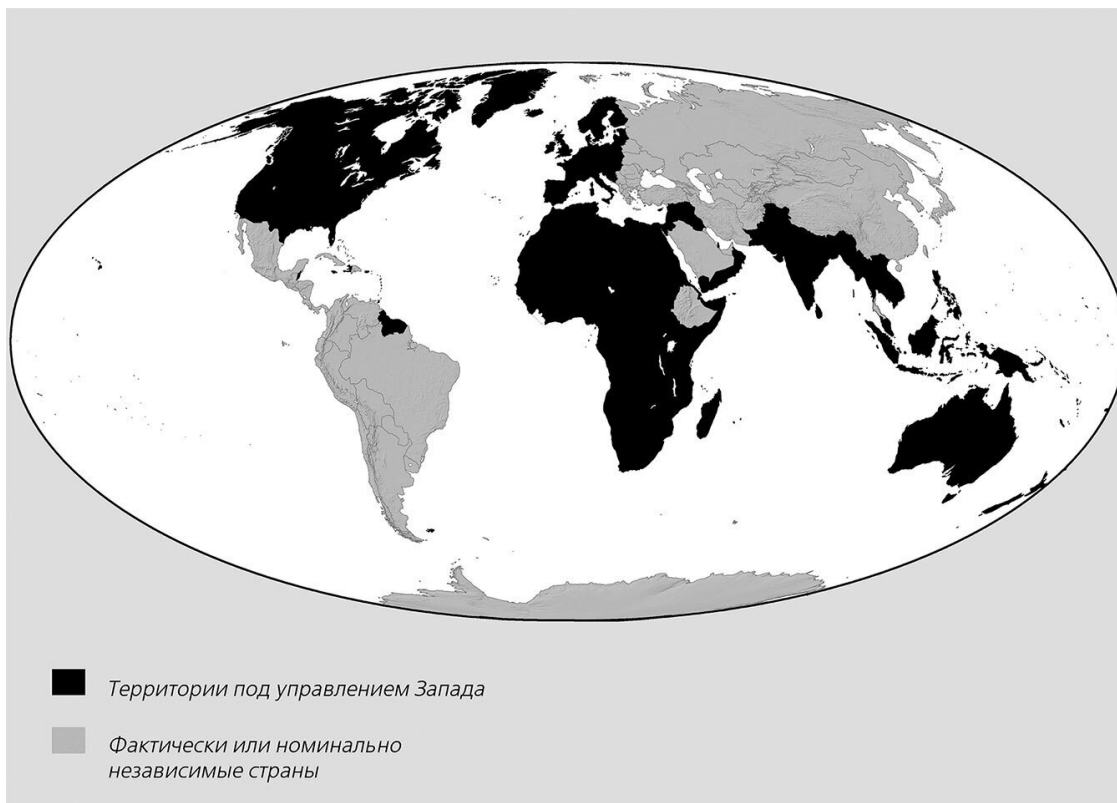 Территории под управлением Запада
Фактически или номинально
независимые страны